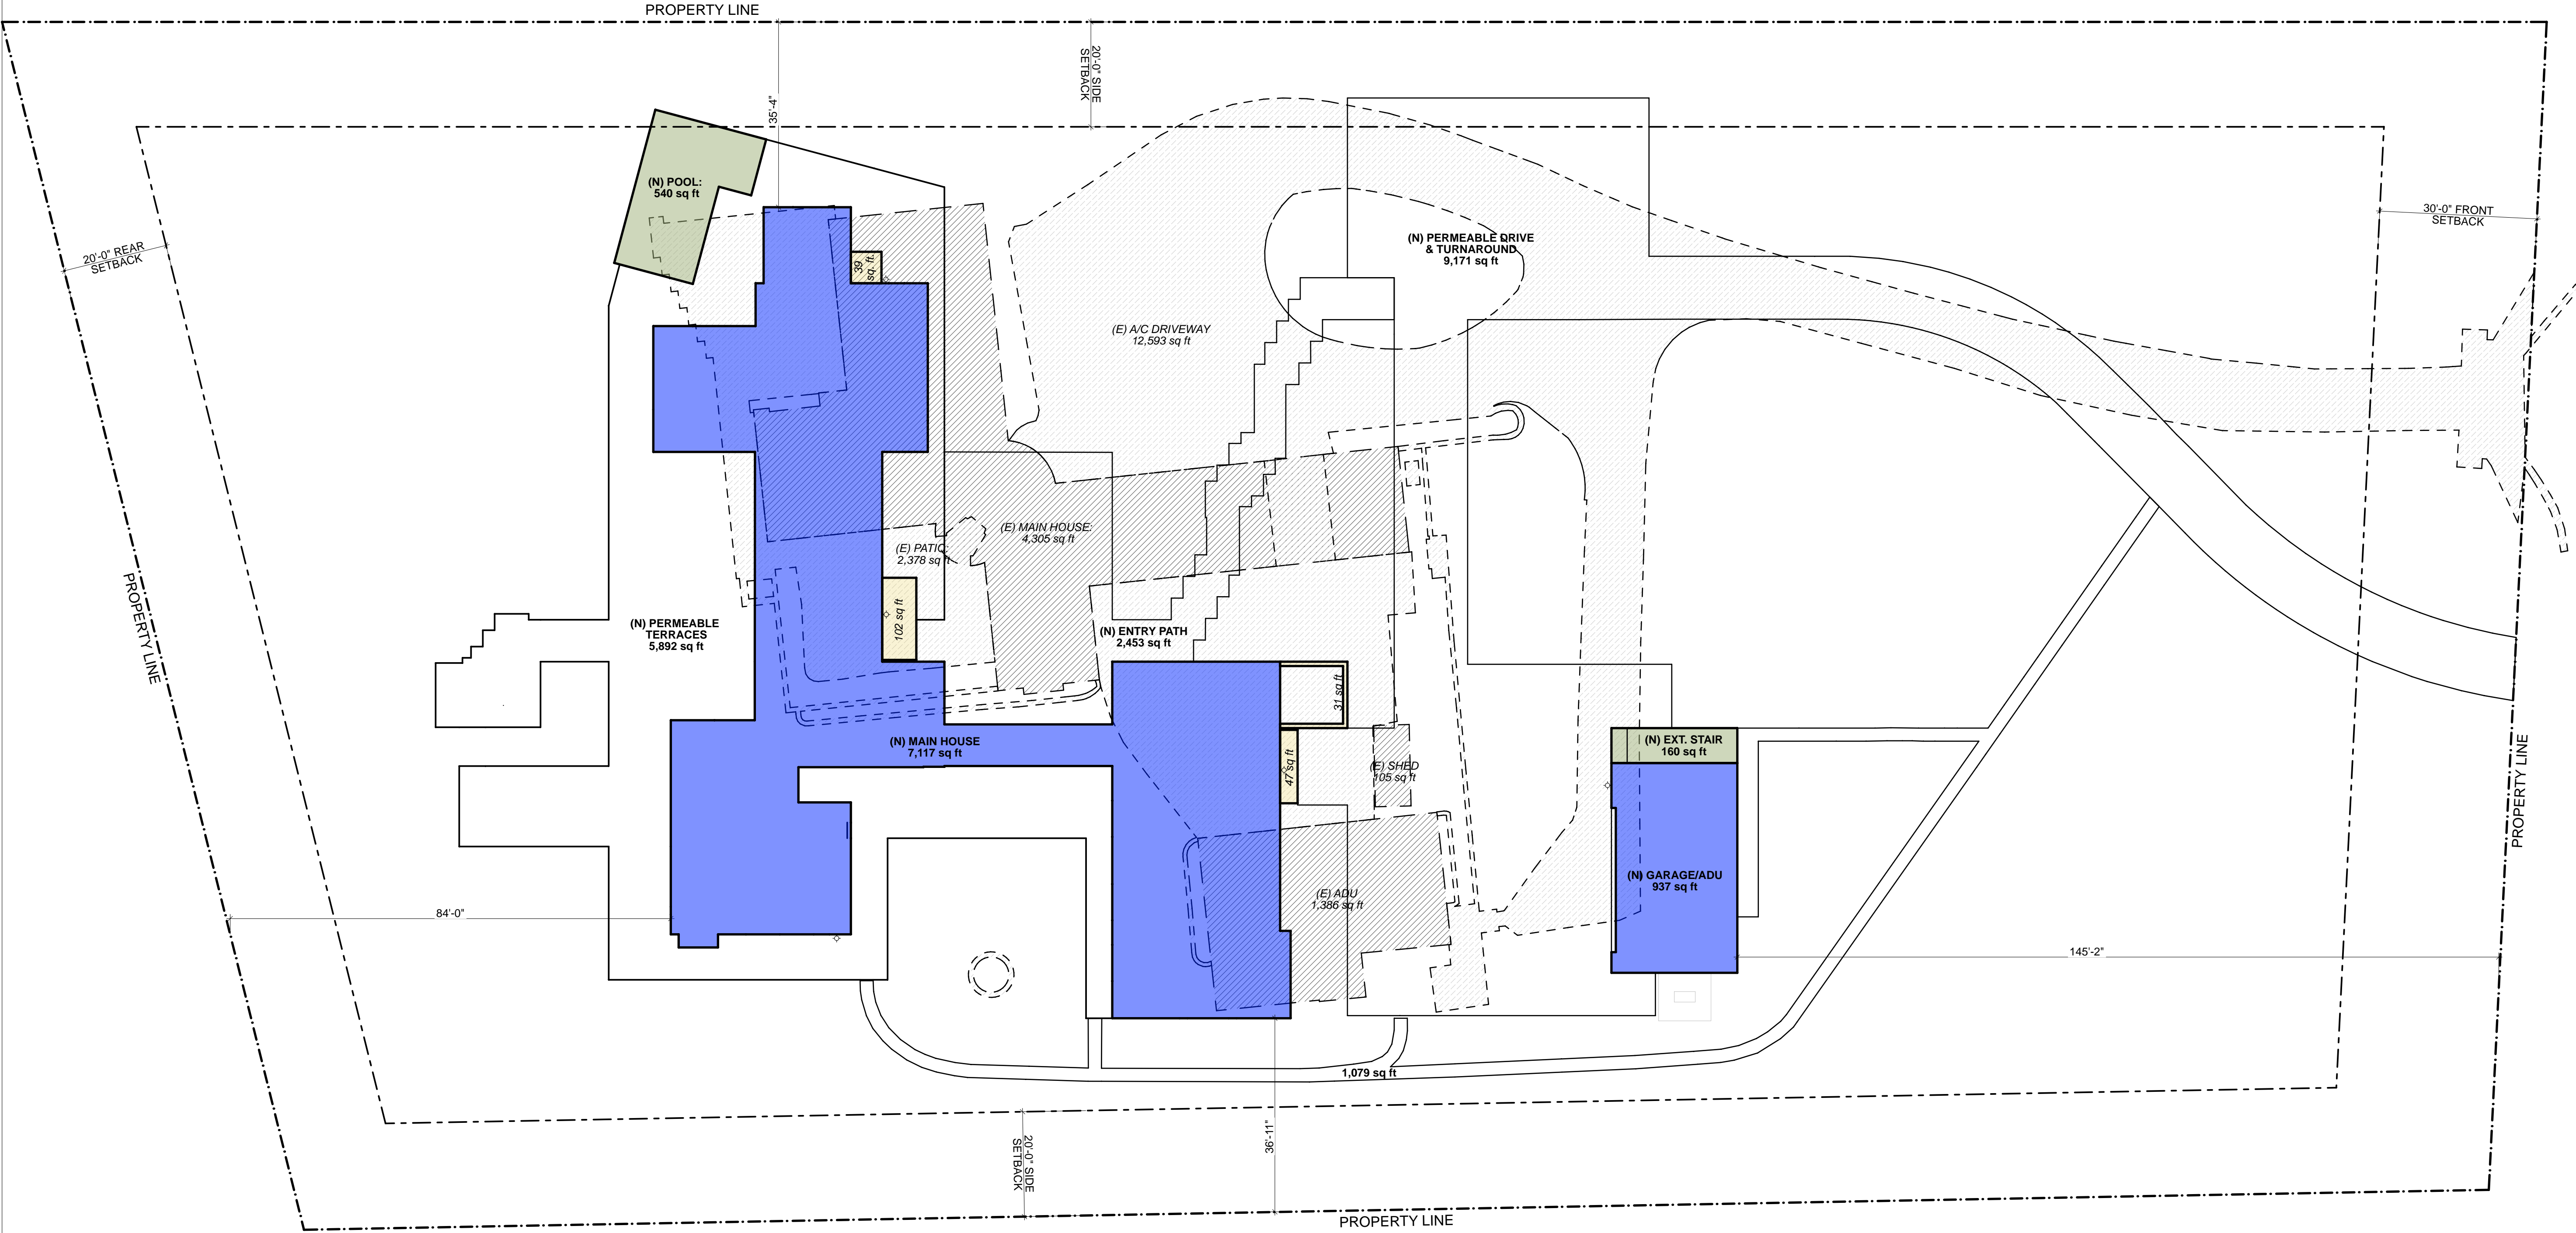 PROPERTY LINE
20'-0" SIDE
SETBACK
35'-4"
(N) POOL:
540 sq ft
30'-0" FRONT
SETBACK
(N) PERMEABLE DRIVE
& TURNAROUND
9,171 sq ft
20'-0" REAR
SETBACK
39
sq. ft.
(E) A/C DRIVEWAY
12,593 sq ft
(E) MAIN HOUSE:
4,305 sq ft
(E) PATIO:
2,378 sq ft
PROPERTY LINE
102 sq ft
(N) PERMEABLE
TERRACES
5,892 sq ft
(N) ENTRY PATH
2,453 sq ft
31 sq ft
(N) MAIN HOUSE
7,117 sq ft
47 sq ft
(E) SHED
105 sq ft
(N) EXT. STAIR
160 sq ft
PROPERTY LINE
(N) GARAGE/ADU
937 sq ft
(E) ADU
1,386 sq ft
84'-0"
145'-2"
1,079 sq ft
36'-11"
20'-0" SIDE
SETBACK
PROPERTY LINE